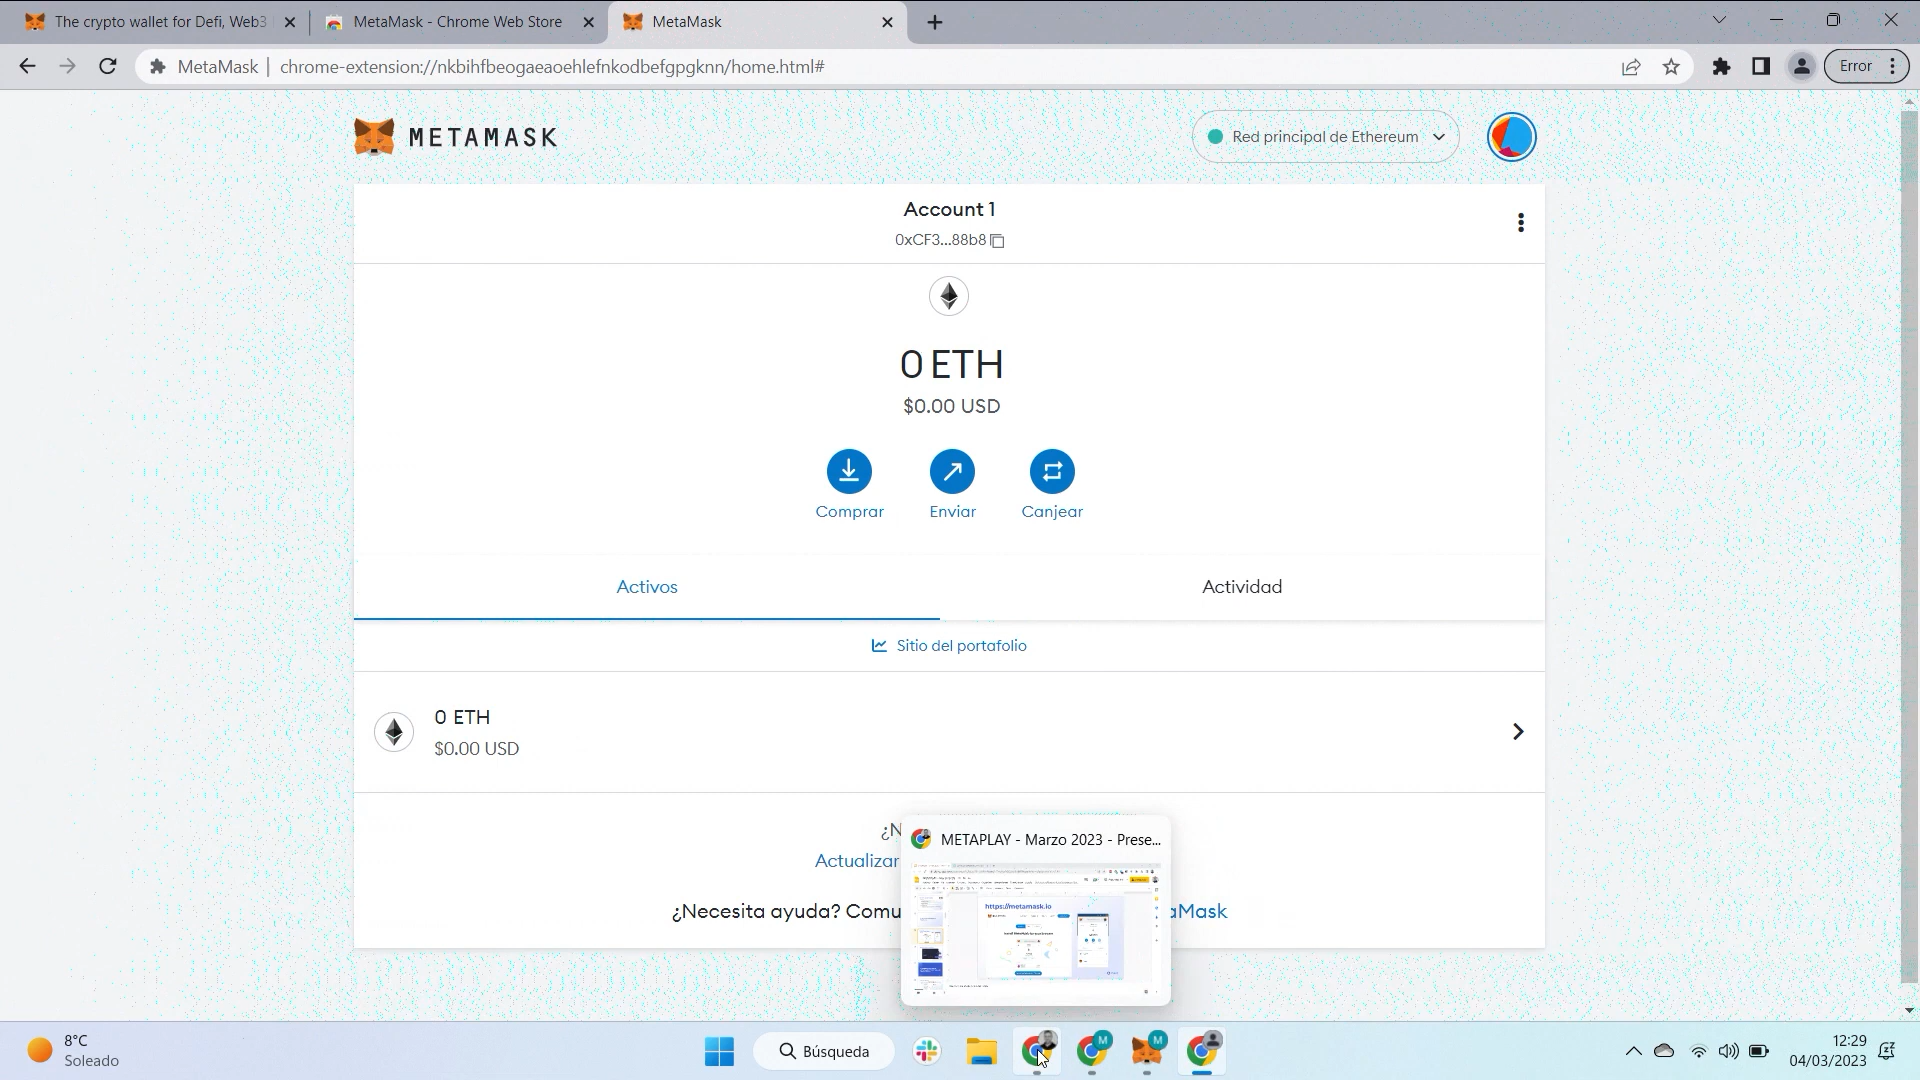 The crypto wallet for Defi, Web3
MetaMask - Chrome Web Store
MetaMask
MetaMask | chrome-extension://nkbihfbeogaeaoehlefnkodbefgpgknn/home.html#
Error
METAMASK
Red principal de Ethereum
Account 1
0xCF3...88b8
0 ETH
$0.00 USD
Comprar
Enviar
Canjear
Activos
Actividad
Sitio del portafolio
0 ETH
$0.00 USD
¿N
METAPLAY - Marzo 2023 - Prese...
Actualizar
https://metamask.io
¿Necesita ayuda? Comu
aMask
8°C
Soleado
Búsqueda
M
M
12:29
04/03/2023